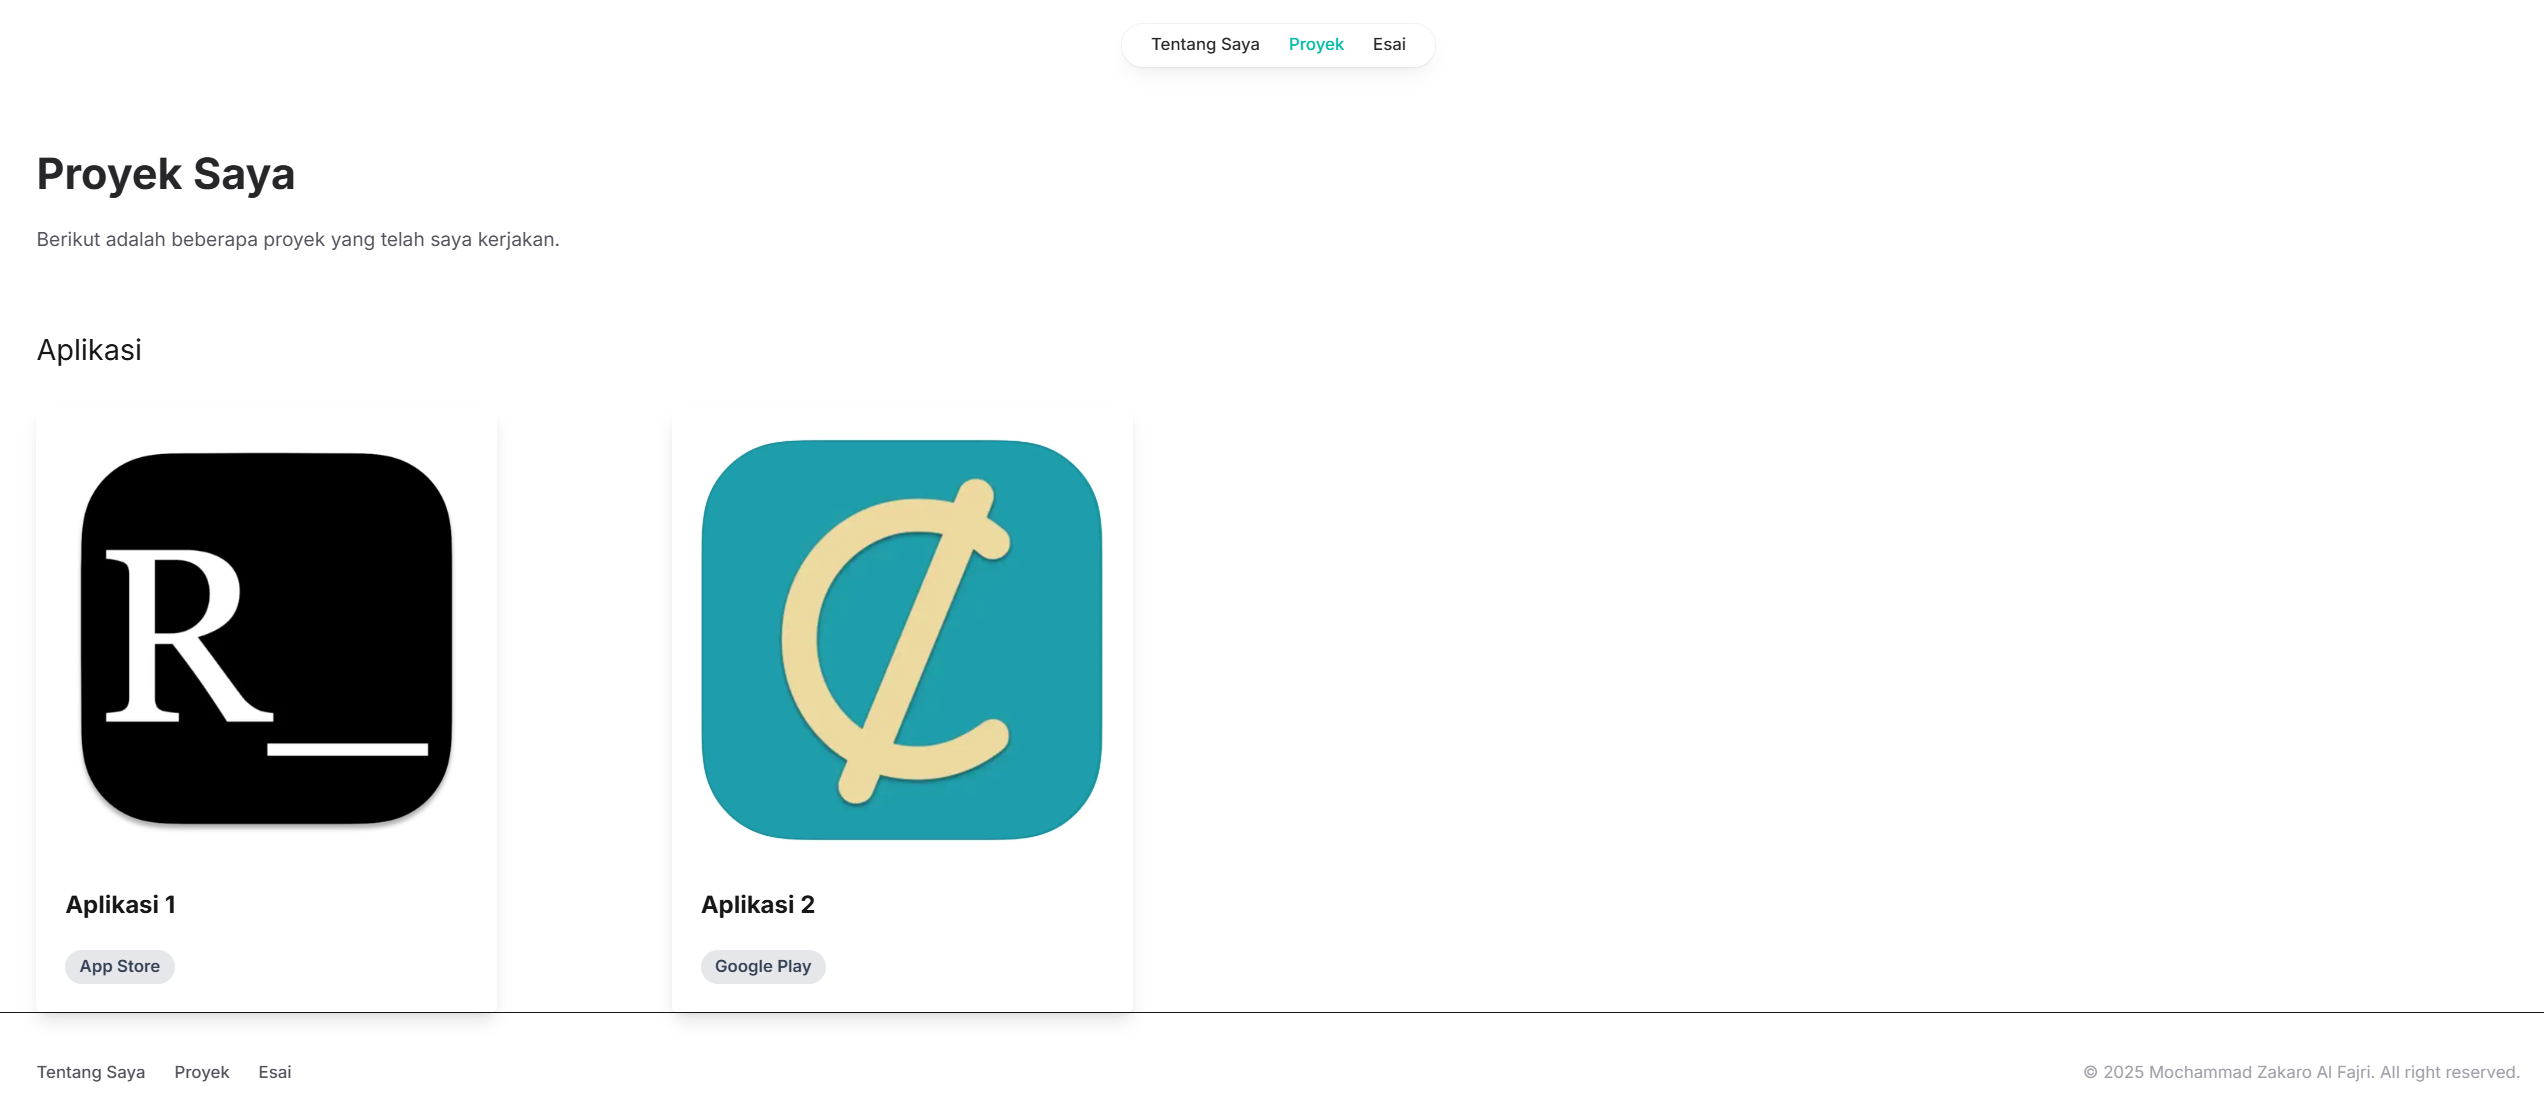 Tentang Saya Proyek Esai
Proyek Saya
Berikut adalah beberapa proyek yang telah saya kerjakan.
Aplikasi
R_
₵
Aplikasi 1
Aplikasi 2
App Store
Google Play
Tentang Saya Proyek Esai
© 2025 Mochammad Zakaro Al Fajri. All right reserved.